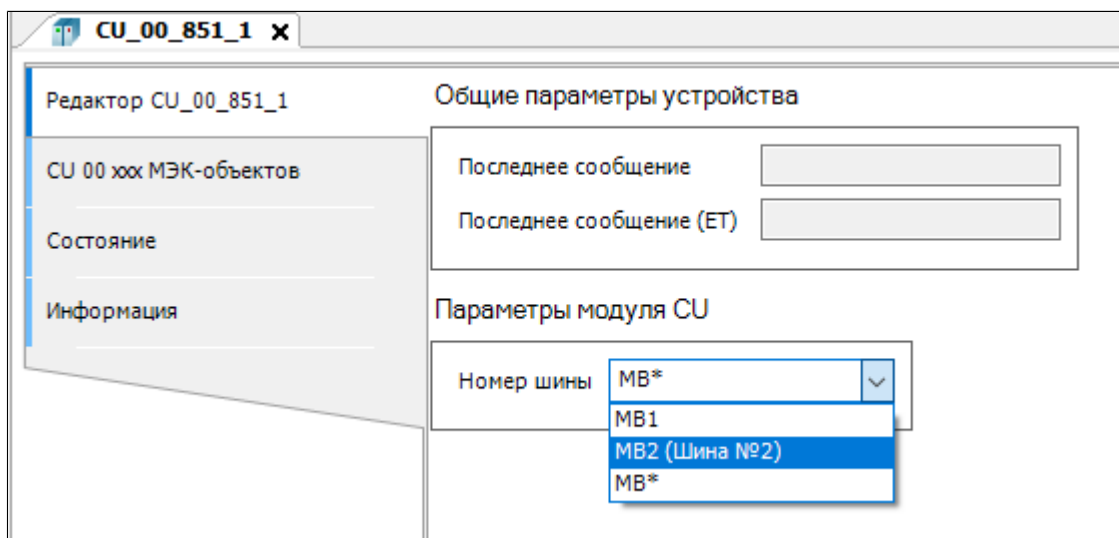 CU_00_851_1 x
Редактор CU_00_851_1
CU 00 xxx МЭК-объектов
Состояние
Информация
Общие параметры устройства
Последнее сообщение
Последнее сообщение (ET)
Параметры модуля CU
Номер шины MB*
MB1
MB2 (Шина №2)
MB*